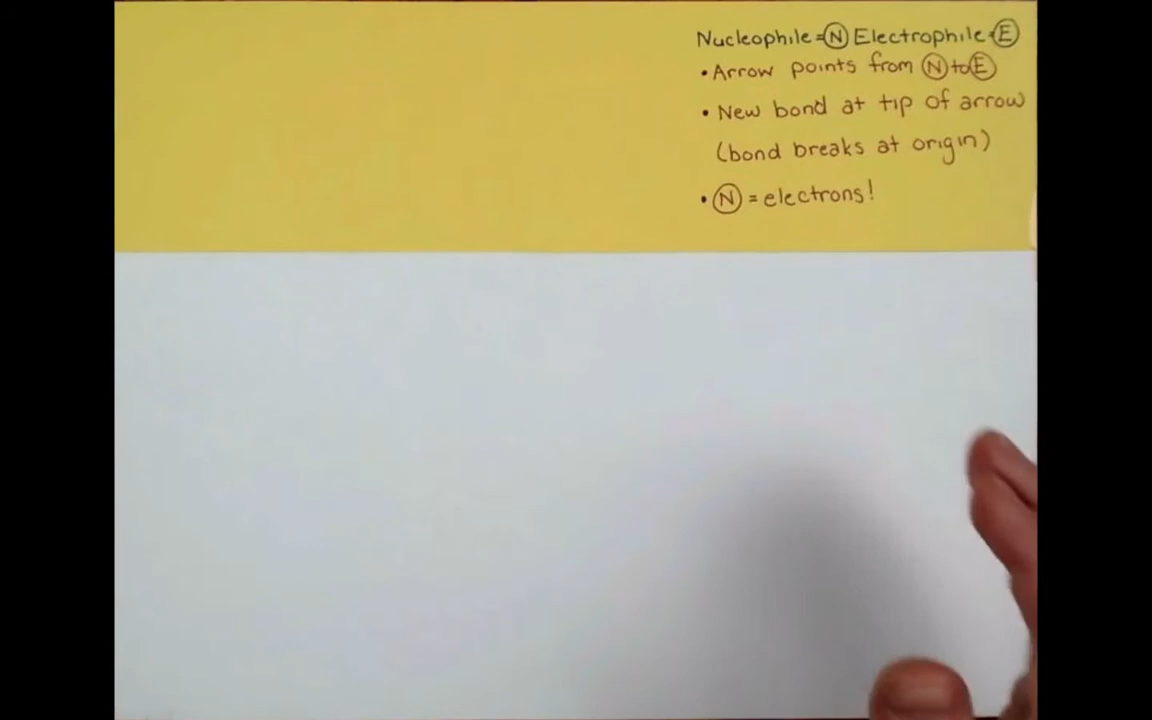 Nucleophile=Ⓝ Electrophile=Ⓔ
•Arrow points from Ⓝ to Ⓔ
•New bond at tip of arrow
(bond breaks at origin)
•Ⓝ = electrons!